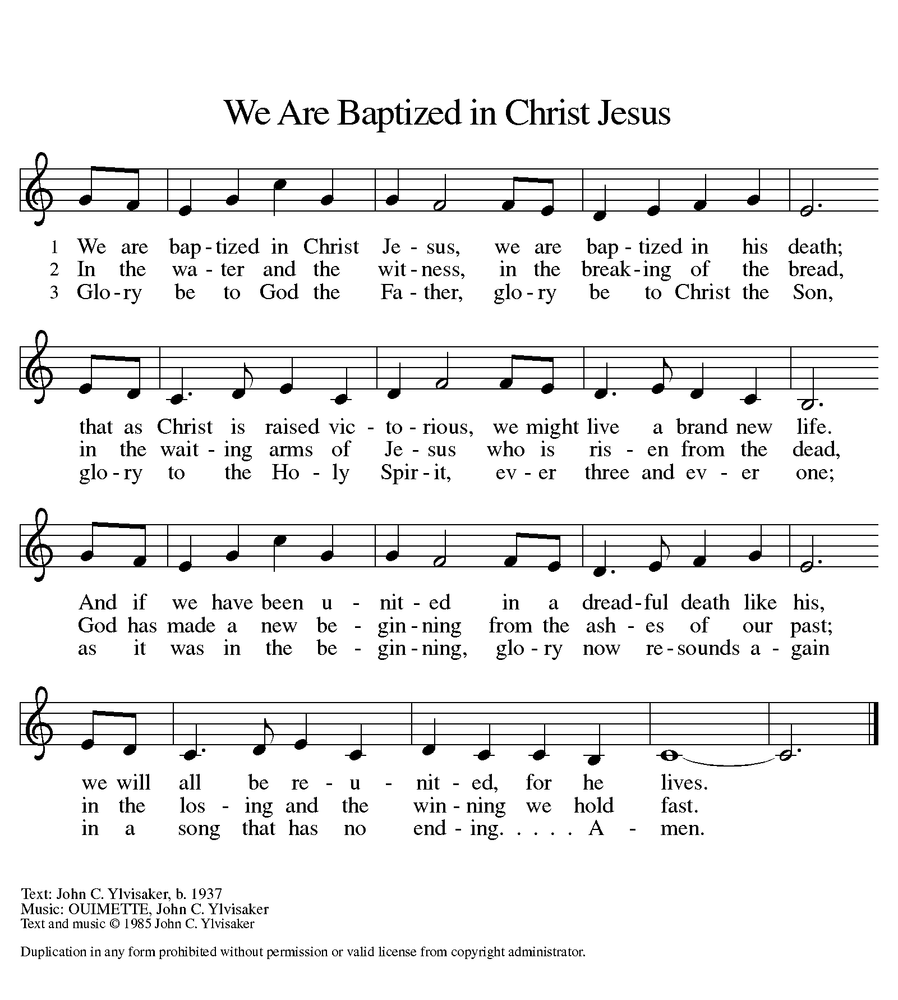 We Are Baptized in Christ Jesus
1 We are bap - tized in Christ Je - sus, we are bap - tized in his death;
2 In the wa - ter and the wit - ness, in the break - ing of the bread,
3 Glo - ry be to God the Fa - ther, glo - ry be to Christ the Son,
that as Christ is raised vic - to - rious, we might live a brand new life.
in the wait - ing arms of Je - sus who is ris - en from the dead,
glo - ry to the Ho - ly Spir - it, ev - er three and ev - er one;
And if we have been u - nit - ed in a dread - ful death like his,
God has made a new be - gin - ning from the ash - es of our past;
as it was in the be - gin - ning, glo - ry now re - sounds a - gain
we will all be re - u - nit - ed, for he lives.
in the los - ing and the win - ning we hold fast.
in a song that has no end - ing. . . . . A - men.
Text: John C. Ylvisaker, b. 1937
Music: OUIMETTE, John C. Ylvisaker
Text and music © 1985 John C. Ylvisaker
Duplication in any form prohibited without permission or valid license from copyright administrator.